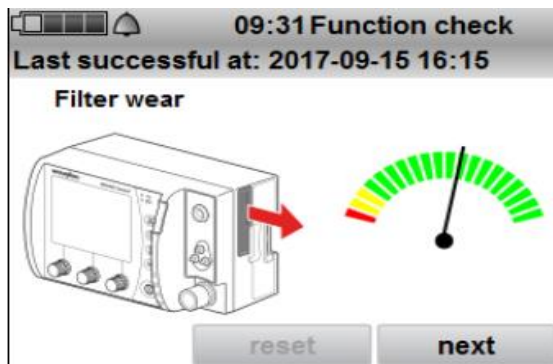 09:31 Function check
Last successful at: 2017-09-15 16:15
Filter wear
reset
next